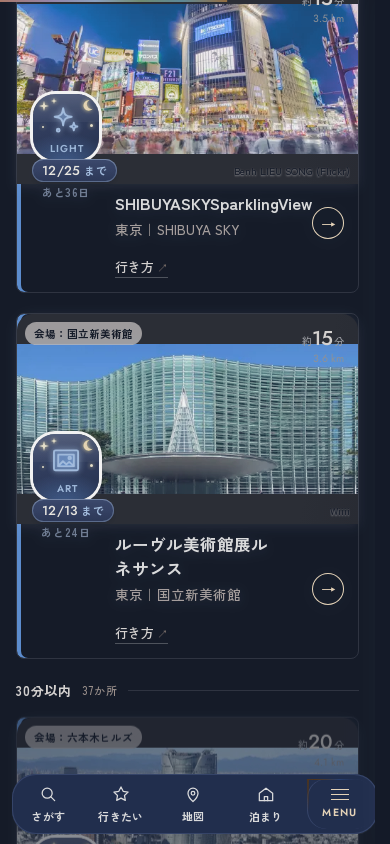 約15分
3.5km
LIGHT
12/25 まで
Benh LIEU SONG (Flickr)
あと36日
SHIBUYASKYSparklingView
東京｜SHIBUYA SKY
→
行き方 ↗
会場：国立新美術館
約15分
ART
12/13 まで
あと24日
ルーヴル美術館展ル
ネサンス
東京｜国立新美術館
→
行き方 ↗
30分以内 37か所
会場：六本木ヒルズ
約20分
さがす 行きたい 地図 泊まり MENU